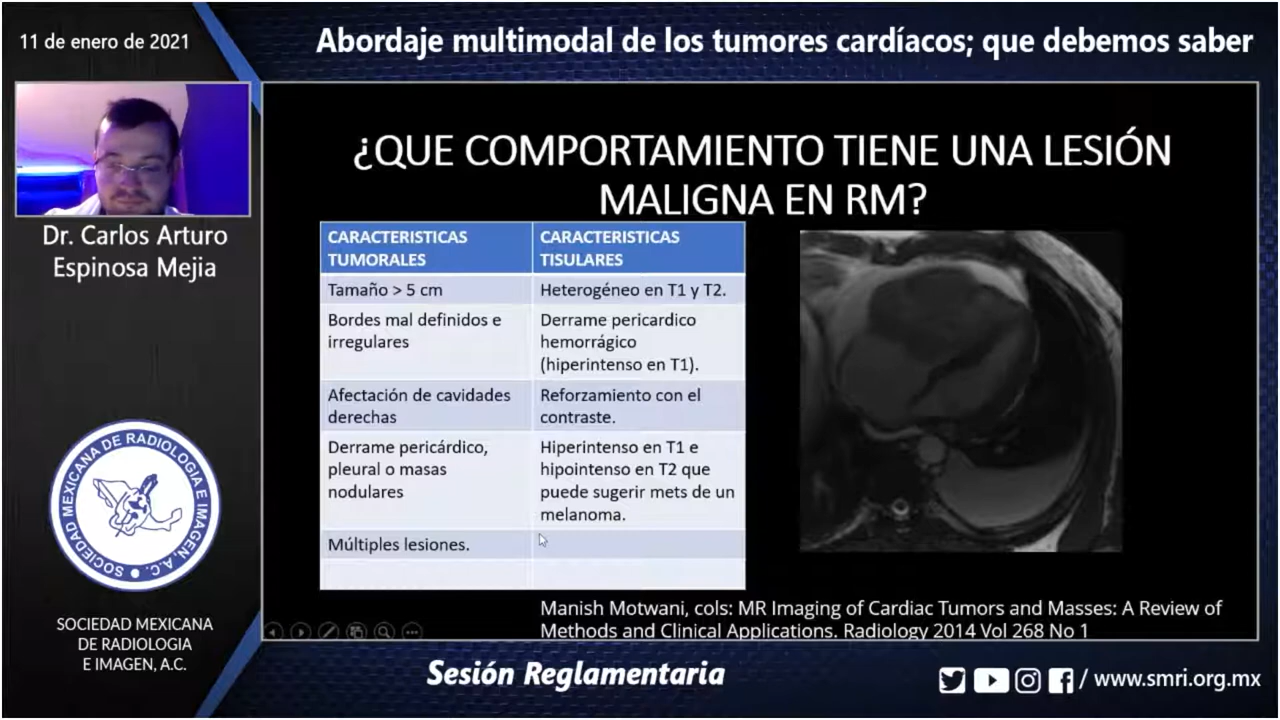 11 de enero de 2021
Abordaje multimodal de los tumores cardíacos; que debemos saber
Dr. Carlos Arturo
Espinosa Mejia
¿QUE COMPORTAMIENTO TIENE UNA LESIÓN
MALIGNA EN RM?
CARACTERISTICAS
TUMORALES
CARACTERISTICAS
TISULARES
Tamaño > 5 cm
Heterogéneo en T1 y T2.
Bordes mal definidos e
irregulares
Derrame pericardico
hemorrágico
(hiperintenso en T1).
Afectación de cavidades
derechas
Reforzamiento con el
contraste.
Derrame pericárdico,
pleural o masas
nodulares
Hiperintenso en T1 e
hipointenso en T2 que
puede sugerir mets de un
melanoma.
Múltiples lesiones.
Manish Motwani, cols: MR Imaging of Cardiac Tumors and Masses: A Review of
Methods and Clinical Applications. Radiology 2014 Vol 268 No 1
SOCIEDAD MEXICANA DE RADIOLOGIA E IMAGEN, A.C.
SOCIEDAD MEXICANA
DE RADIOLOGIA
E IMAGEN, A.C.
Sesión Reglamentaria
/ www.smri.org.mx